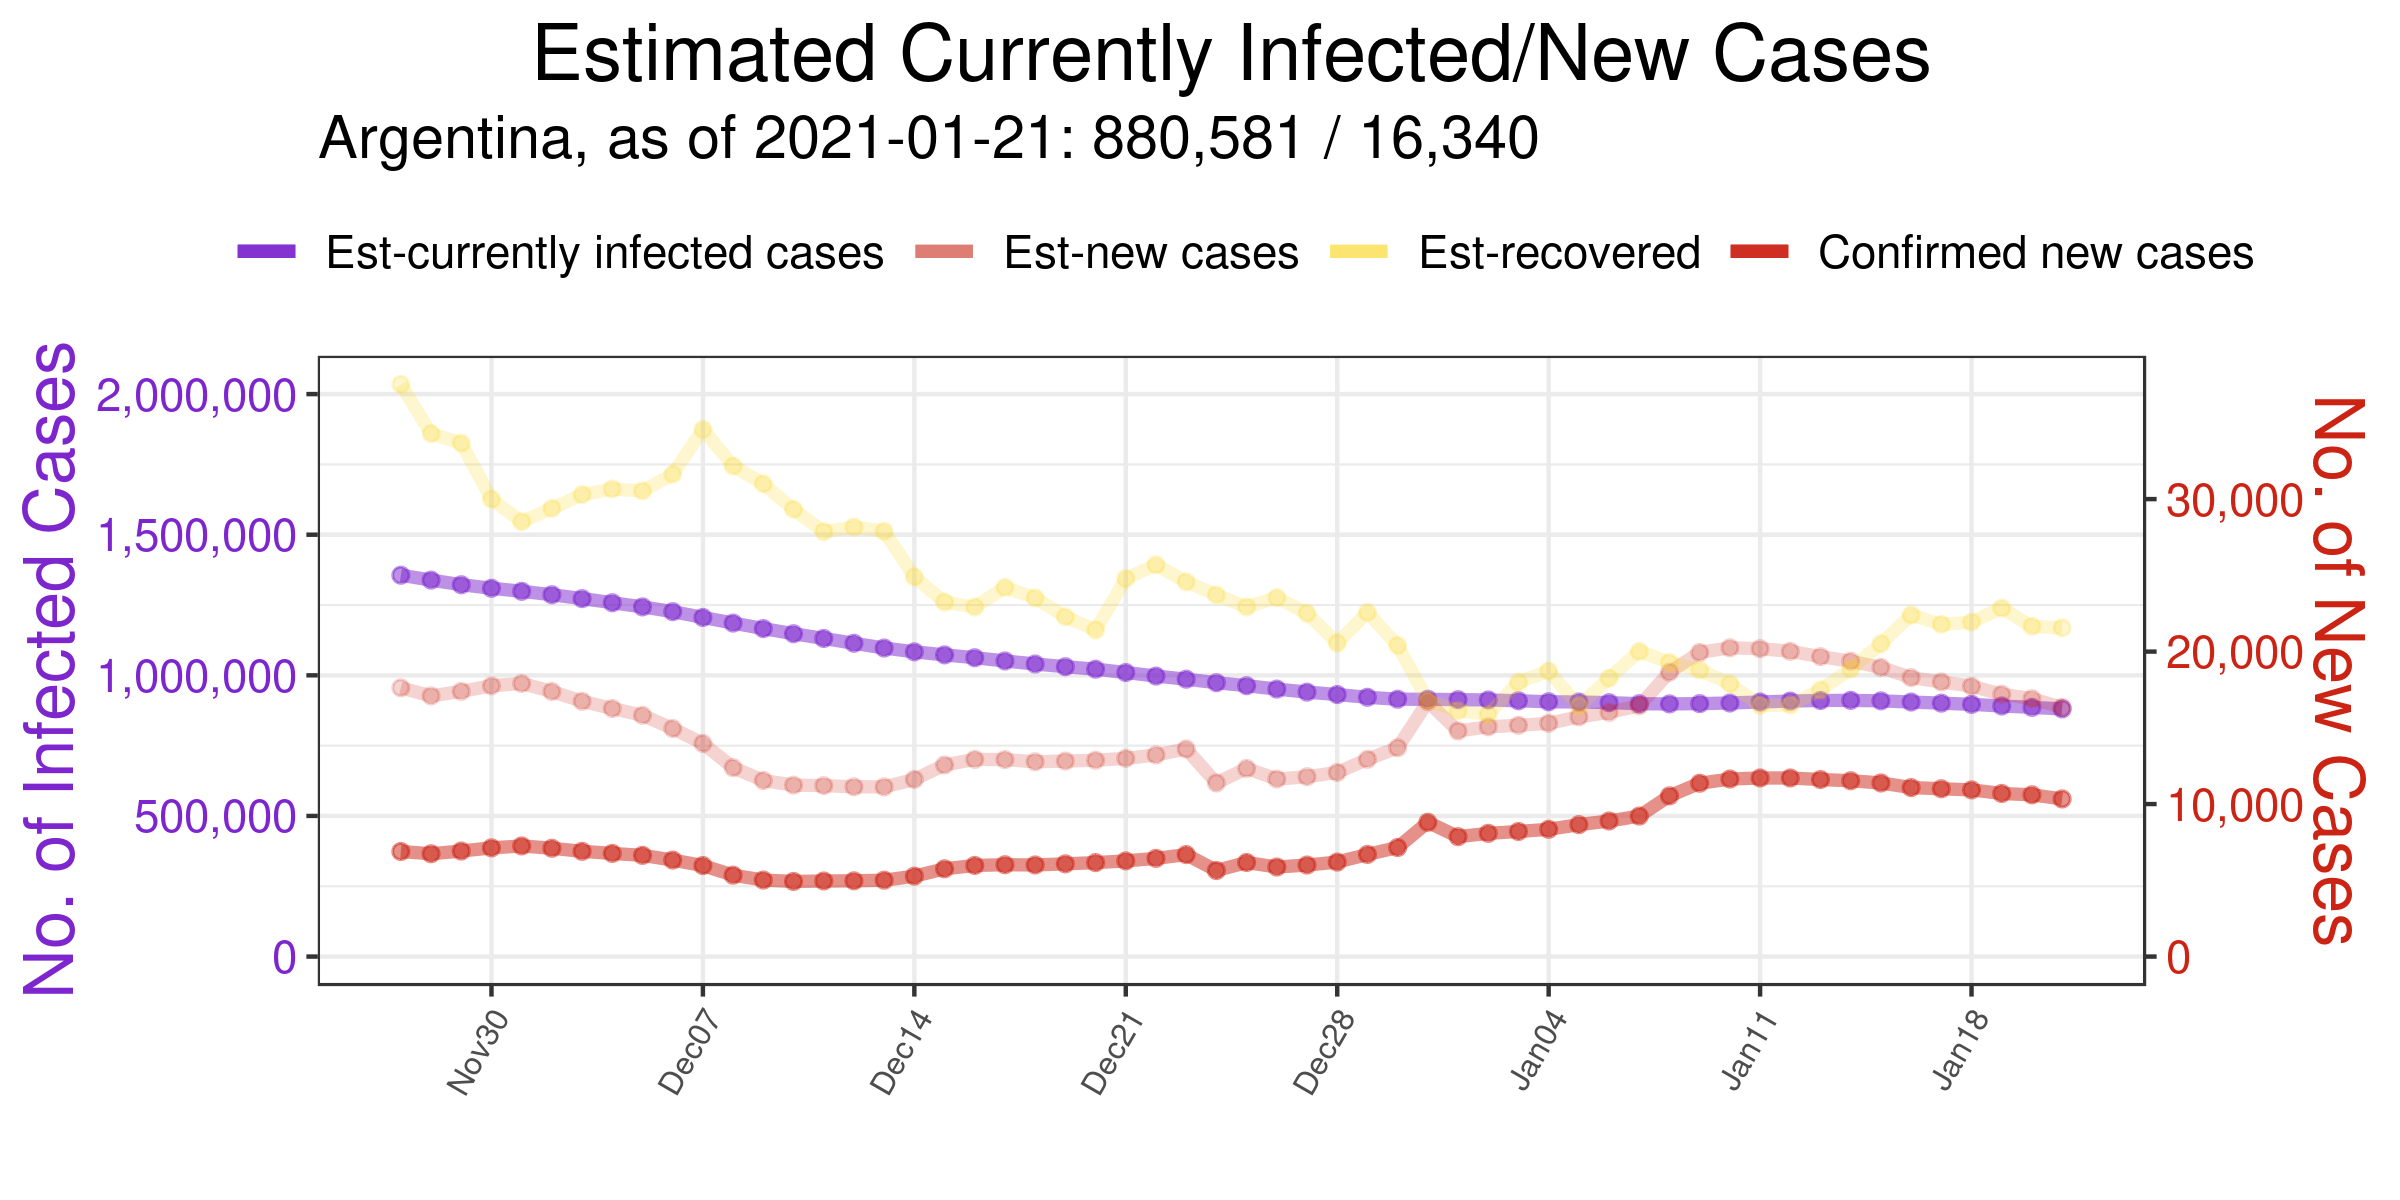 Estimated Currently Infected/New Cases
Argentina, as of 2021-01-21: 880,581 / 16,340
Est-currently infected cases Est-new cases Est-recovered Confirmed new cases
No. of Infected Cases
2,000,000
1,500,000
1,000,000
500,000
0
30,000
20,000
10,000
0
No. of New Cases
Nov30 Dec07 Dec14 Dec21 Dec28 Jan04 Jan11 Jan18